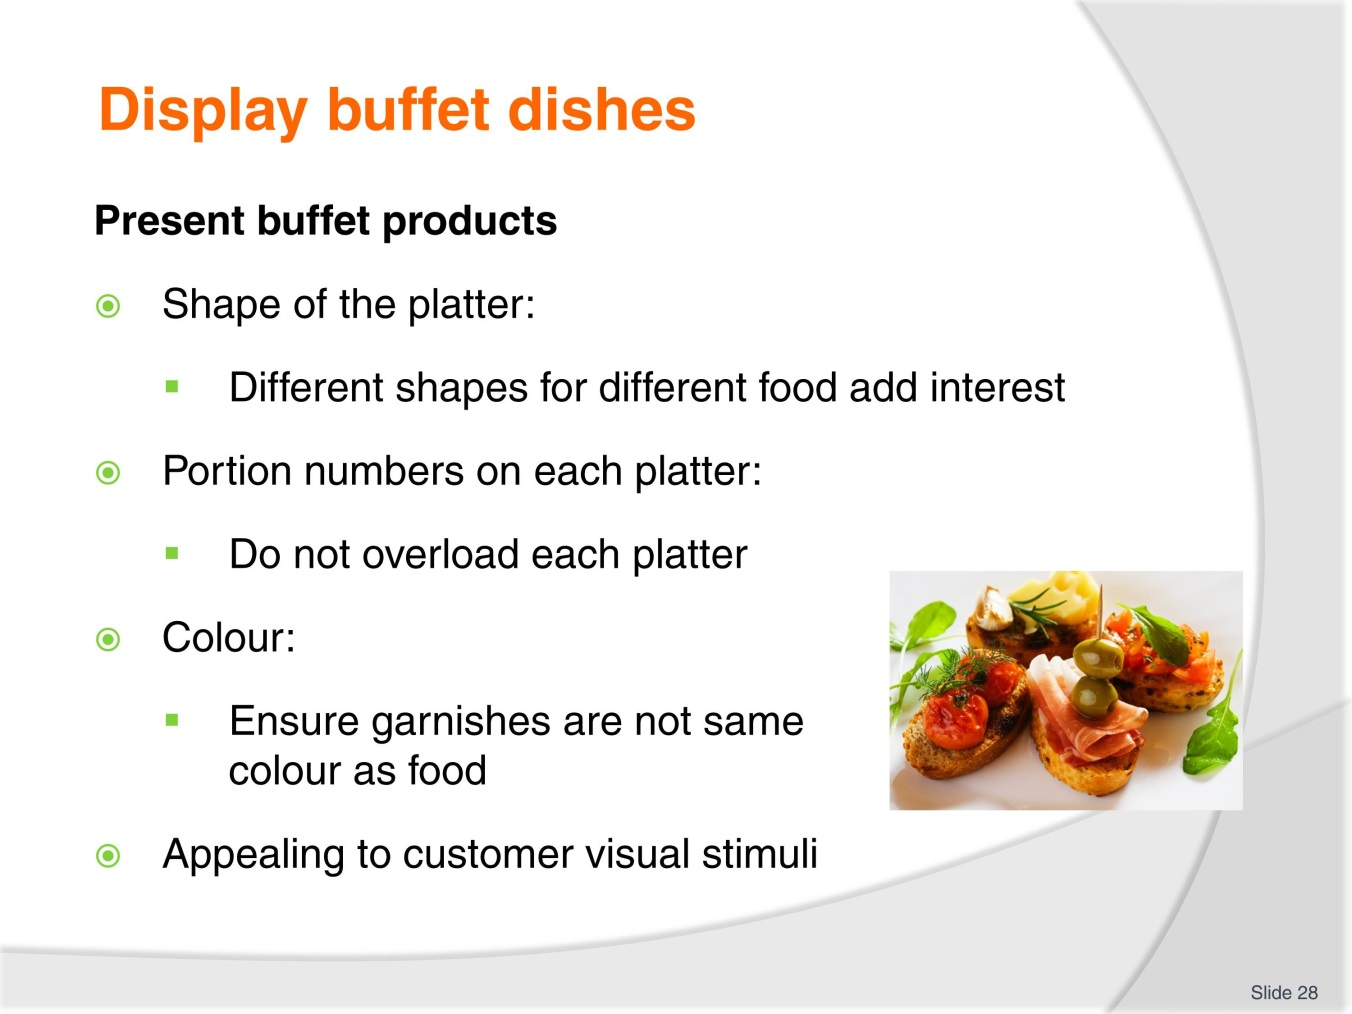 Display buffet dishes
Present buffet products
Shape of the platter:
Different shapes for different food add interest
Portion numbers on each platter:
Do not overload each platter
Colour:
Ensure garnishes are not same
colour as food
Appealing to customer visual stimuli
Slide 28